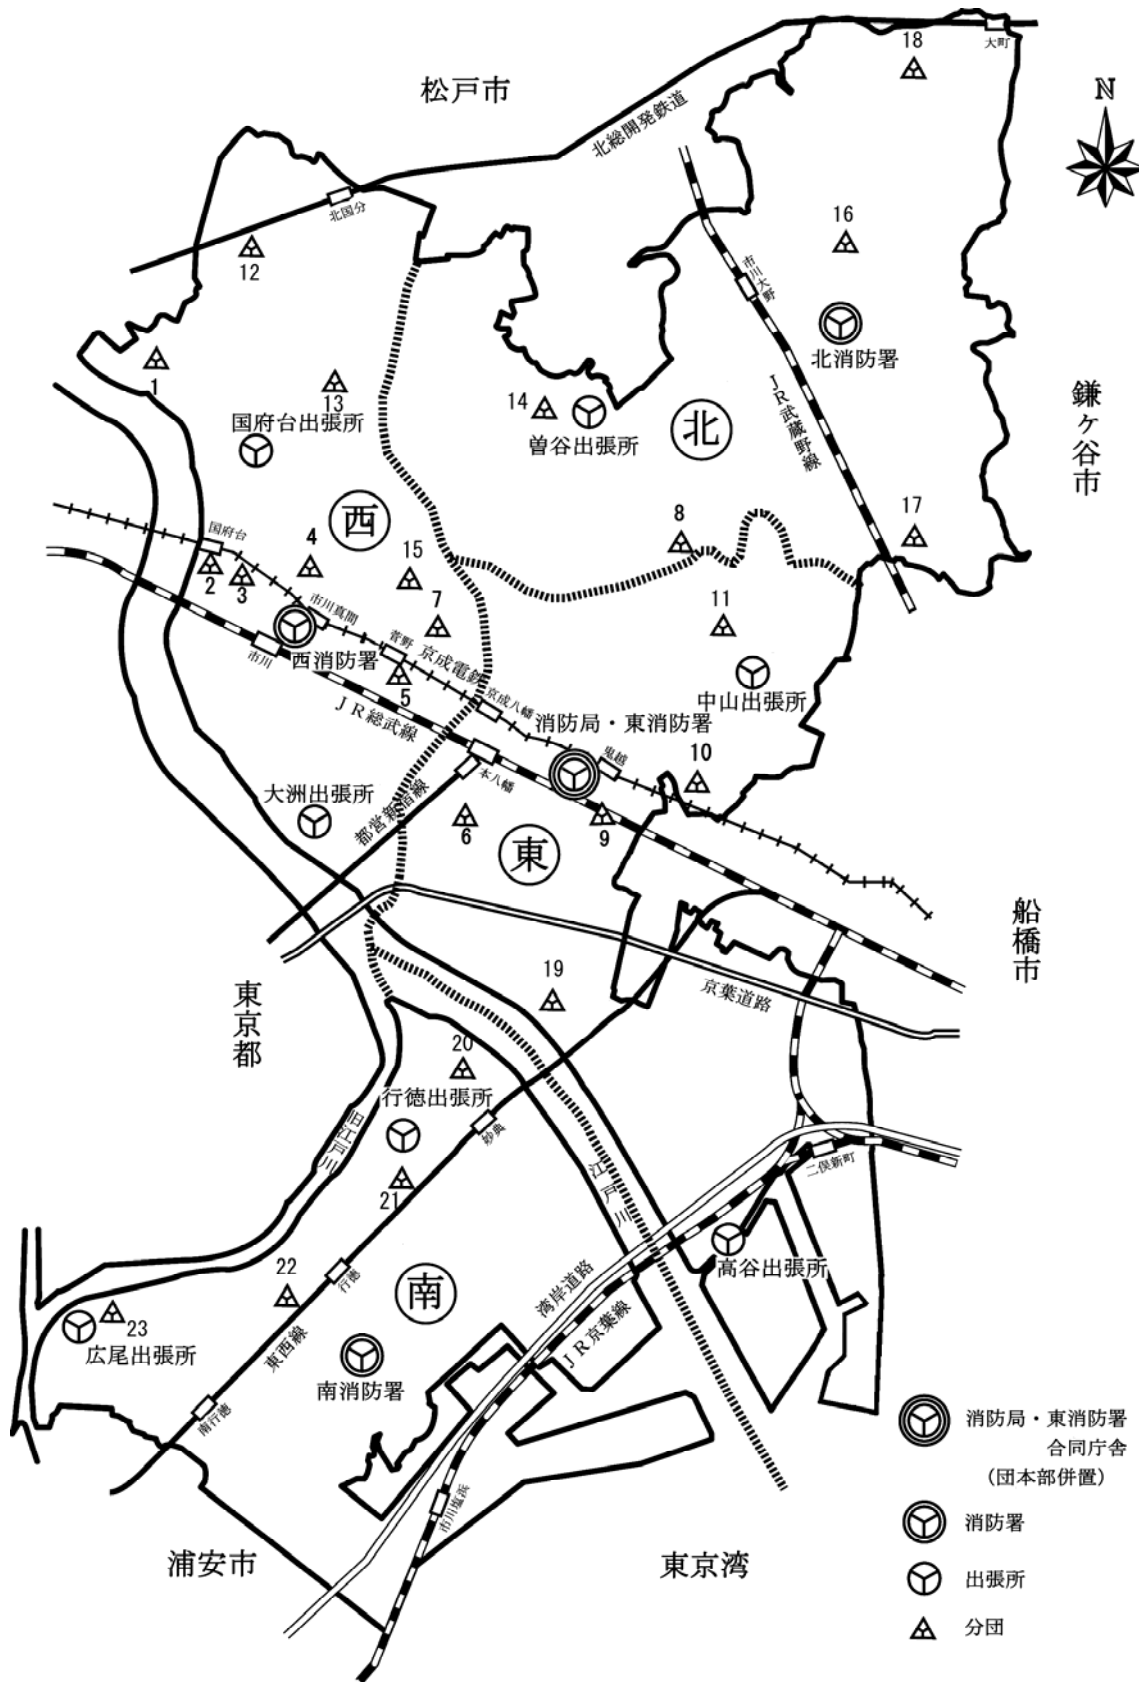 18
大町
松戸市
N
北総開発鉄道
北国分
12
16
市川大野
北消防署
1
13
国府台出張所
14
曽谷出張所
北
JR武蔵野線
鎌ヶ谷市
西
国府台
2
3
4
15
7
8
17
11
市川真間
市川
西消防署
菅野
京成電鉄
5
京成八幡
JR総武線
中山出張所
消防局・東消防署
鬼越
10
本八幡
大洲出張所
都営新宿線
6
9
東
船橋市
東京都
19
京葉道路
20
行徳出張所
妙典
旧江戸川
21
江戸川
二俣新町
高谷出張所
22
行徳
南
湾岸道路
JR京葉線
23
広尾出張所
東西線
南消防署
南行徳
市川塩浜
浦安市
東京湾
消防局・東消防署
合同庁舎
(団本部併置)
消防署
出張所
分団